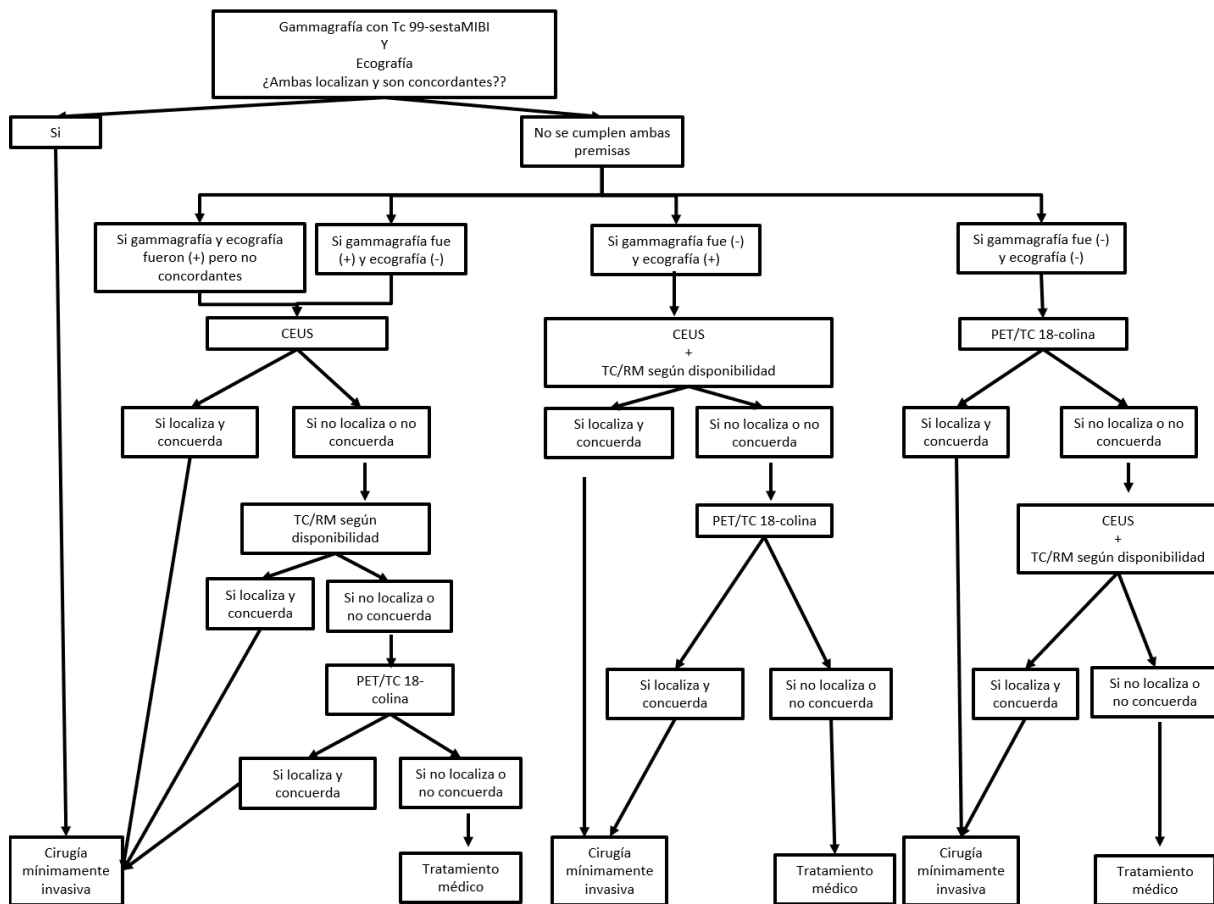 Gammagrafía con Tc 99-sestaMIBI
Y
Ecografía
¿Ambas localizan y son concordantes??
Si
No se cumplen ambas
premisas
Si gammagrafía y ecografía
fueron (+) pero no
concordantes
Si gammagrafía fue
(+) y ecografía (-)
Si gammagrafía fue (-)
y ecografía (+)
Si gammagrafía fue (-)
y ecografía (-)
CEUS
CEUS
+
TC/RM según disponibilidad
PET/TC 18-colina
Si localiza y
concuerda
Si no localiza o no
concuerda
Si localiza y
concuerda
Si no localiza o no
concuerda
Si localiza y
concuerda
Si no localiza o no
concuerda
TC/RM según
disponibilidad
PET/TC 18-colina
CEUS
+
TC/RM según disponibilidad
Si localiza y
concuerda
Si no localiza o
no concuerda
PET/TC 18-
colina
Si localiza y
concuerda
Si no localiza o
no concuerda
Si localiza y
concuerda
Si no localiza o
no concuerda
Si localiza y
concuerda
Si no localiza o
no concuerda
Cirugía
mínimamente
invasiva
Tratamiento
médico
Cirugía
mínimamente
invasiva
Tratamiento
médico
Cirugía
mínimamente
invasiva
Tratamiento
médico